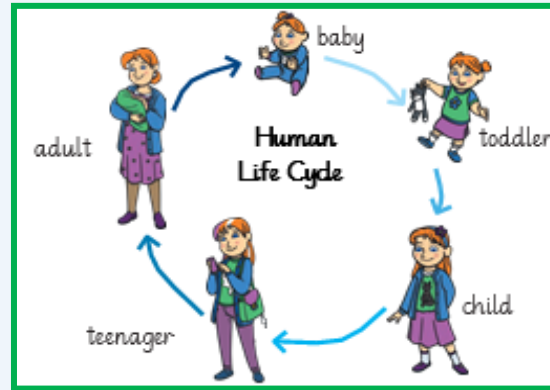 baby
toddler
adult
Human
Life Cycle
child
teenager